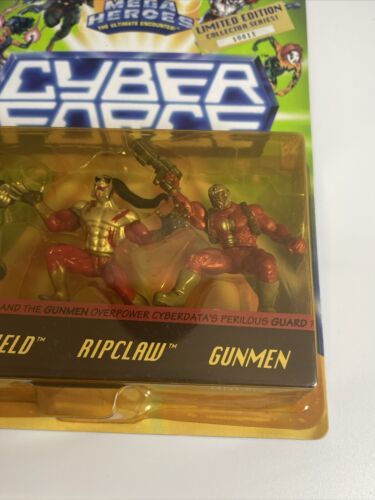 MEGA
HEROES
THE ULTIMATE ENCOUNTER
LIMITED EDITION
COLLECTOR SERIES!
CYBER
FORCE
AND THE GUNMEN OVERPOWER CYBERDATA'S PERILOUS GUARD
IELD™ RIPCLAW™ GUNMEN